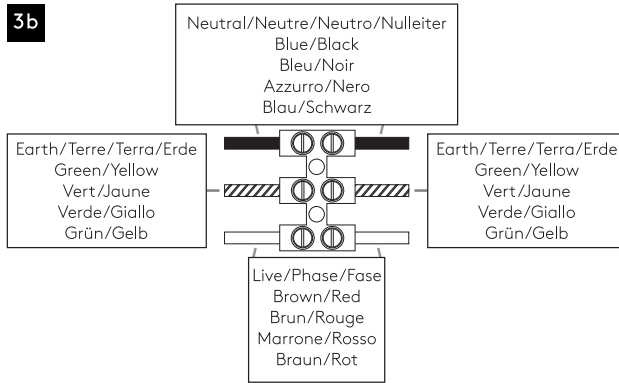 3b
Neutral/Neutre/Neutro/Nulleiter
Blue/Black
Bleu/Noir
Azzurro/Nero
Blau/Schwarz
Earth/Terre/Terra/Erde
Green/Yellow
Vert/Jaune
Verde/Giallo
Grün/Gelb
Earth/Terre/Terra/Erde
Green/Yellow
Vert/Jaune
Verde/Giallo
Grün/Gelb
Live/Phase/Fase
Brown/Red
Brun/Rouge
Marrone/Rosso
Braun/Rot